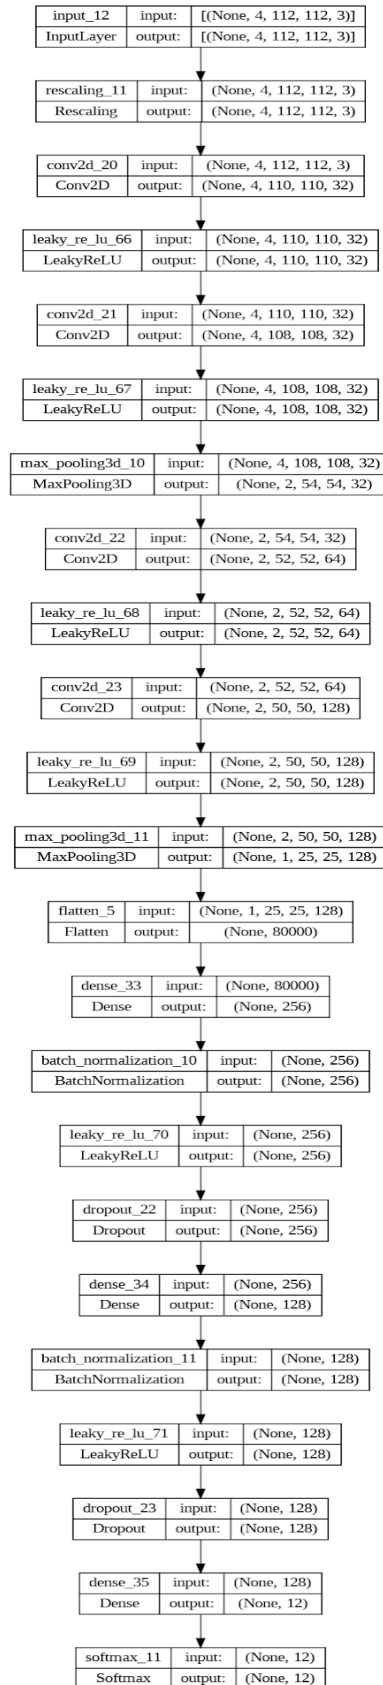 input_12 input: [(None, 4, 112, 112, 3)]
InputLayer output: [(None, 4, 112, 112, 3)]
rescaling_11 input: (None, 4, 112, 112, 3)
Rescaling output: (None, 4, 112, 112, 3)
conv2d_20 input: (None, 4, 112, 112, 3)
Conv2D output: (None, 4, 110, 110, 32)
leaky_re_lu_66 input: (None, 4, 110, 110, 32)
LeakyReLU output: (None, 4, 110, 110, 32)
conv2d_21 input: (None, 4, 110, 110, 32)
Conv2D output: (None, 4, 108, 108, 32)
leaky_re_lu_67 input: (None, 4, 108, 108, 32)
LeakyReLU output: (None, 4, 108, 108, 32)
max_pooling3d_10 input: (None, 4, 108, 108, 32)
MaxPooling3D output: (None, 2, 54, 54, 32)
conv2d_22 input: (None, 2, 54, 54, 32)
Conv2D output: (None, 2, 52, 52, 64)
leaky_re_lu_68 input: (None, 2, 52, 52, 64)
LeakyReLU output: (None, 2, 52, 52, 64)
conv2d_23 input: (None, 2, 52, 52, 64)
Conv2D output: (None, 2, 50, 50, 128)
leaky_re_lu_69 input: (None, 2, 50, 50, 128)
LeakyReLU output: (None, 2, 50, 50, 128)
max_pooling3d_11 input: (None, 2, 50, 50, 128)
MaxPooling3D output: (None, 1, 25, 25, 128)
flatten_5 input: (None, 1, 25, 25, 128)
Flatten output: (None, 80000)
dense_33 input: (None, 80000)
Dense output: (None, 256)
batch_normalization_10 input: (None, 256)
BatchNormalization output: (None, 256)
leaky_re_lu_70 input: (None, 256)
LeakyReLU output: (None, 256)
dropout_22 input: (None, 256)
Dropout output: (None, 256)
dense_34 input: (None, 256)
Dense output: (None, 128)
batch_normalization_11 input: (None, 128)
BatchNormalization output: (None, 128)
leaky_re_lu_71 input: (None, 128)
LeakyReLU output: (None, 128)
dropout_23 input: (None, 128)
Dropout output: (None, 128)
dense_35 input: (None, 128)
Dense output: (None, 12)
softmax_11 input: (None, 12)
Softmax output: (None, 12)